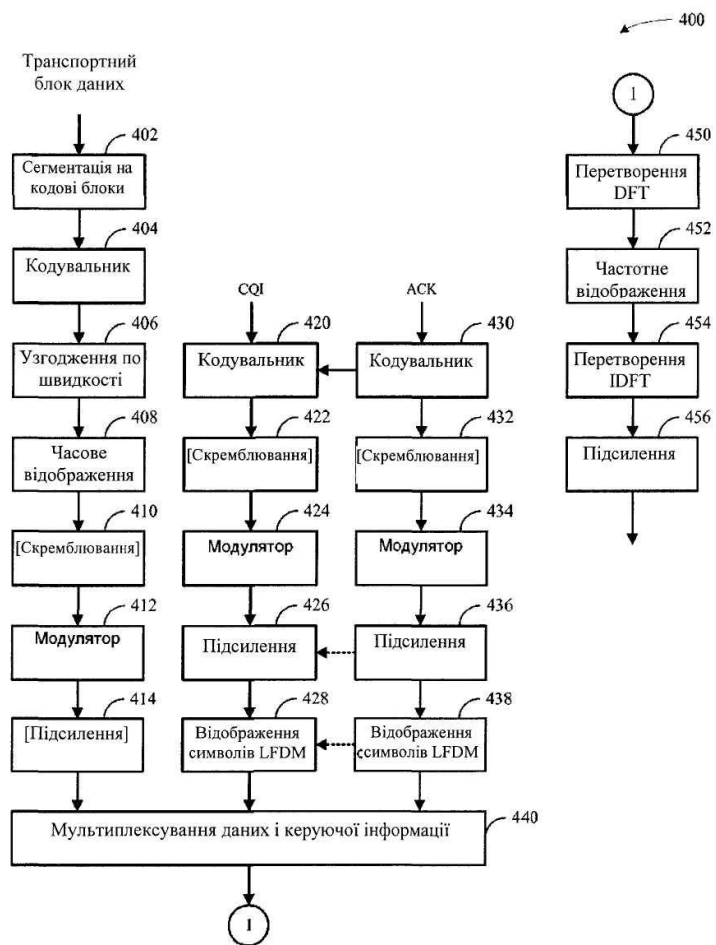 400
Транспортний
блок даних
402
Сегментація на
кодові блоки
404
Кодувальник
406
Узгодження по
швидкості
408
Часове
відображення
410
[Скремблювання]
412
Модулятор
414
[Підсилення]
CQI
420
Кодувальник
422
[Скремблювання]
424
Модулятор
426
Підсилення
428
Відображення
символів LFDM
ACK
430
Кодувальник
432
[Скремблювання]
434
Модулятор
436
Підсилення
438
Відображення
символів LFDM
440
Мультиплексування даних і керуючої інформації
1
1
450
Перетворення
DFT
452
Частотне
відображення
454
Перетворення
IDFT
456
Підсилення